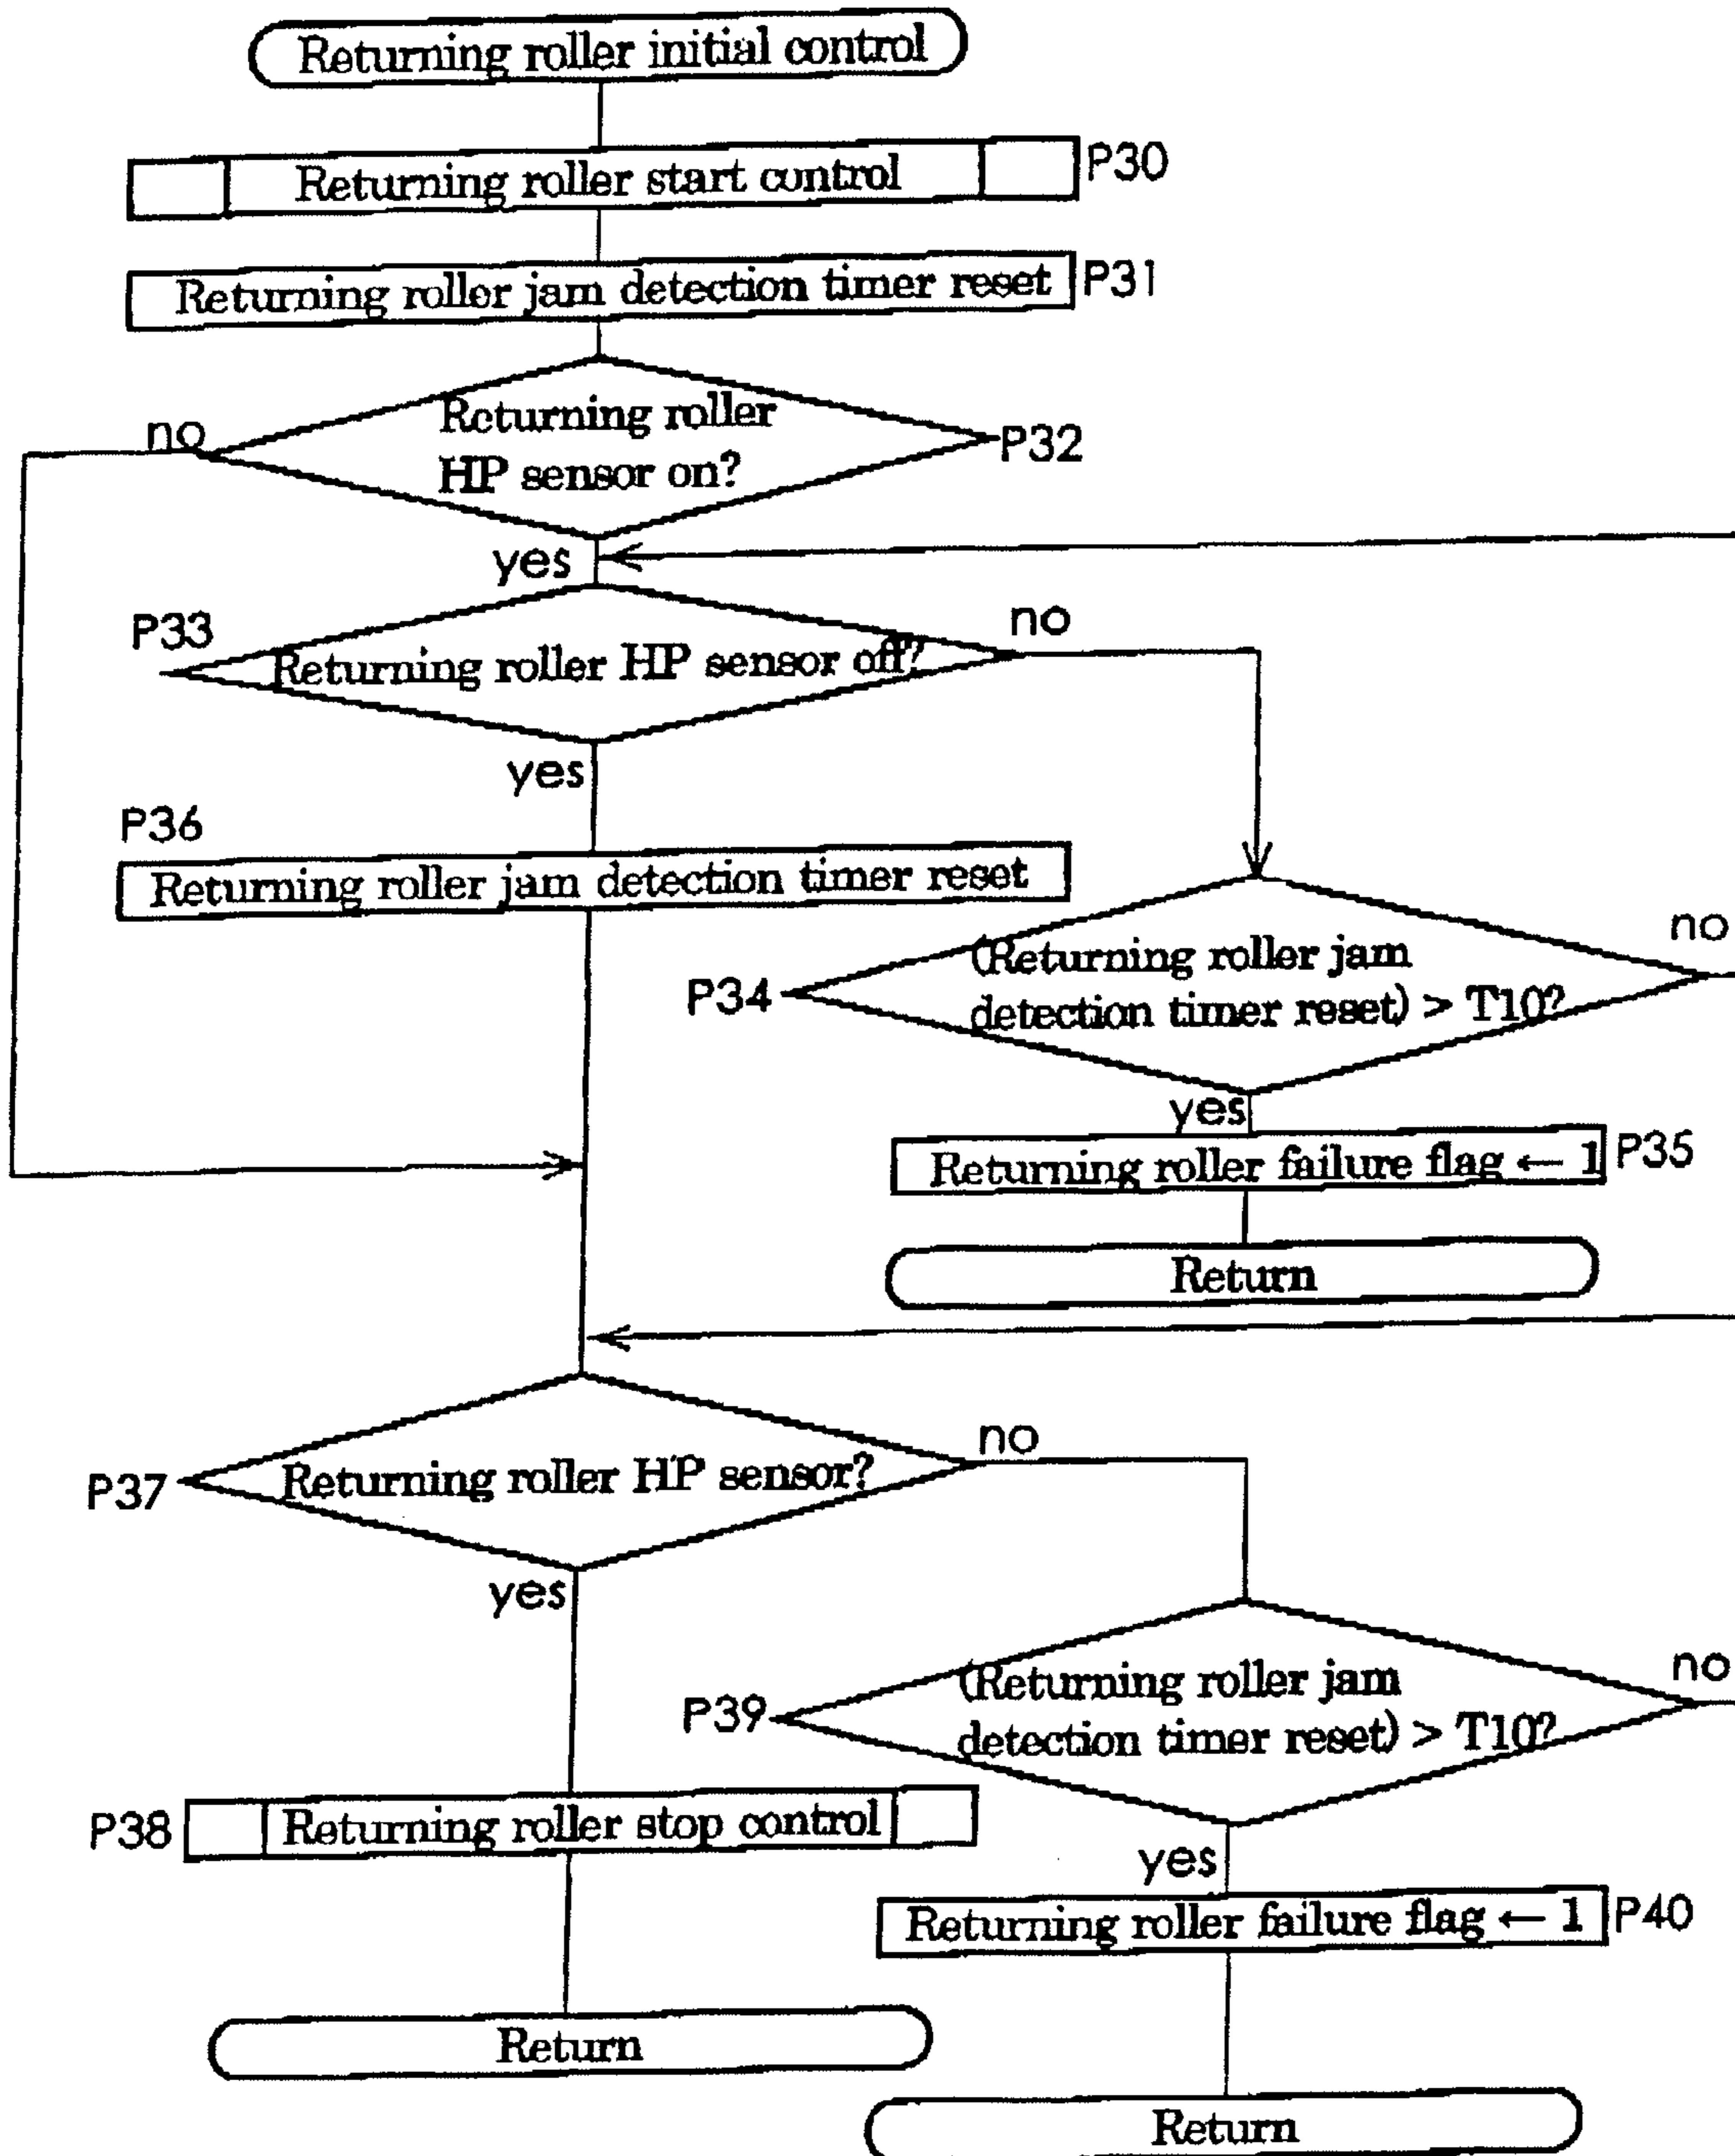 Returning roller initial control
Returning roller start control
P30
Returning roller jam detection timer reset
P31
Returning roller
HP sensor on?
no
P32
yes
P33
Returning roller HP sensor off?
no
yes
P36
Returning roller jam detection timer reset
(Returning roller jam
detection timer reset) > T10?
no
P34
yes
Returning roller failure flag ← 1
P35
Return
Returning roller HP sensor?
no
P37
yes
(Returning roller jam
detection timer reset) > T10?
no
P39
P38
Returning roller stop control
yes
Returning roller failure flag ← 1
P40
Return
Return